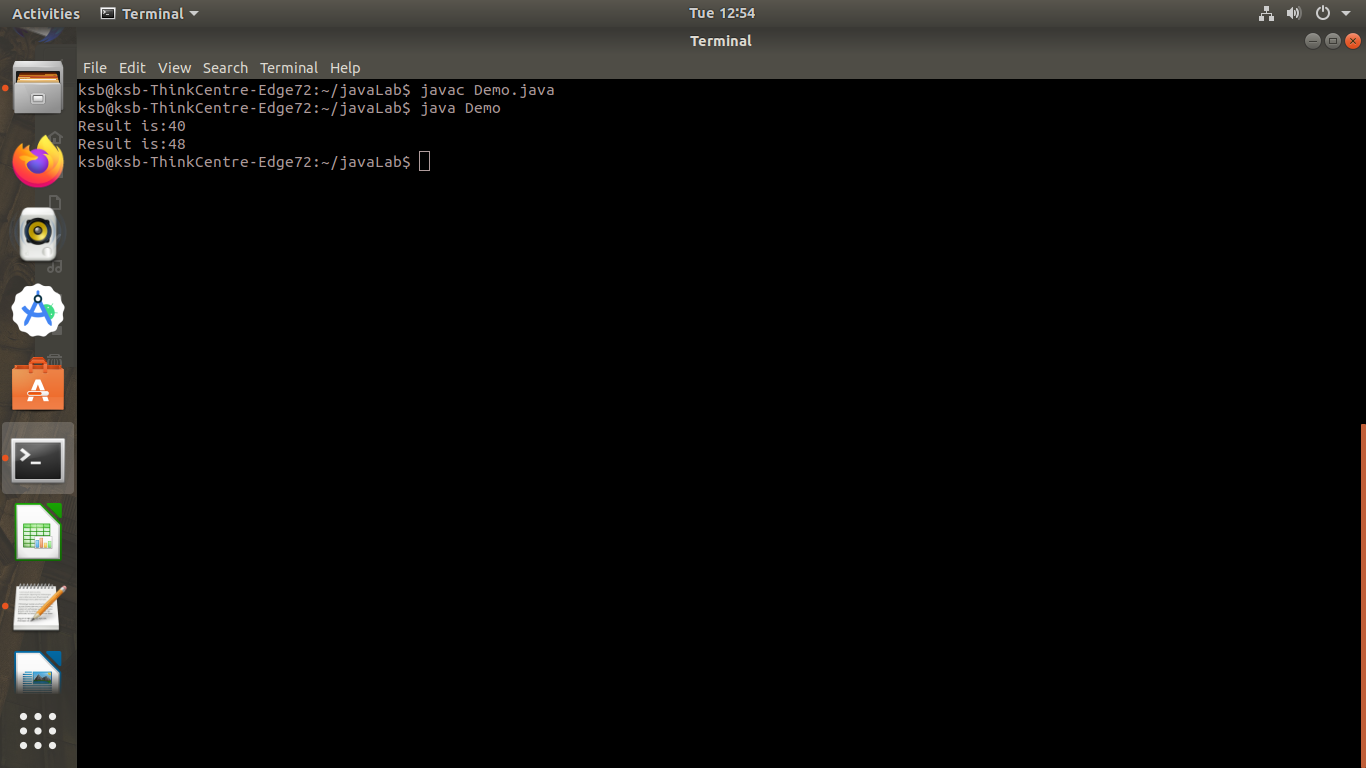 Activities Terminal Tue 12:54
Terminal
File Edit View Search Terminal Help
ksb@ksb-ThinkCentre-Edge72:~/javaLab$ javac Demo.java
ksb@ksb-ThinkCentre-Edge72:~/javaLab$ java Demo
Result is:40
Result is:48
ksb@ksb-ThinkCentre-Edge72:~/javaLab$